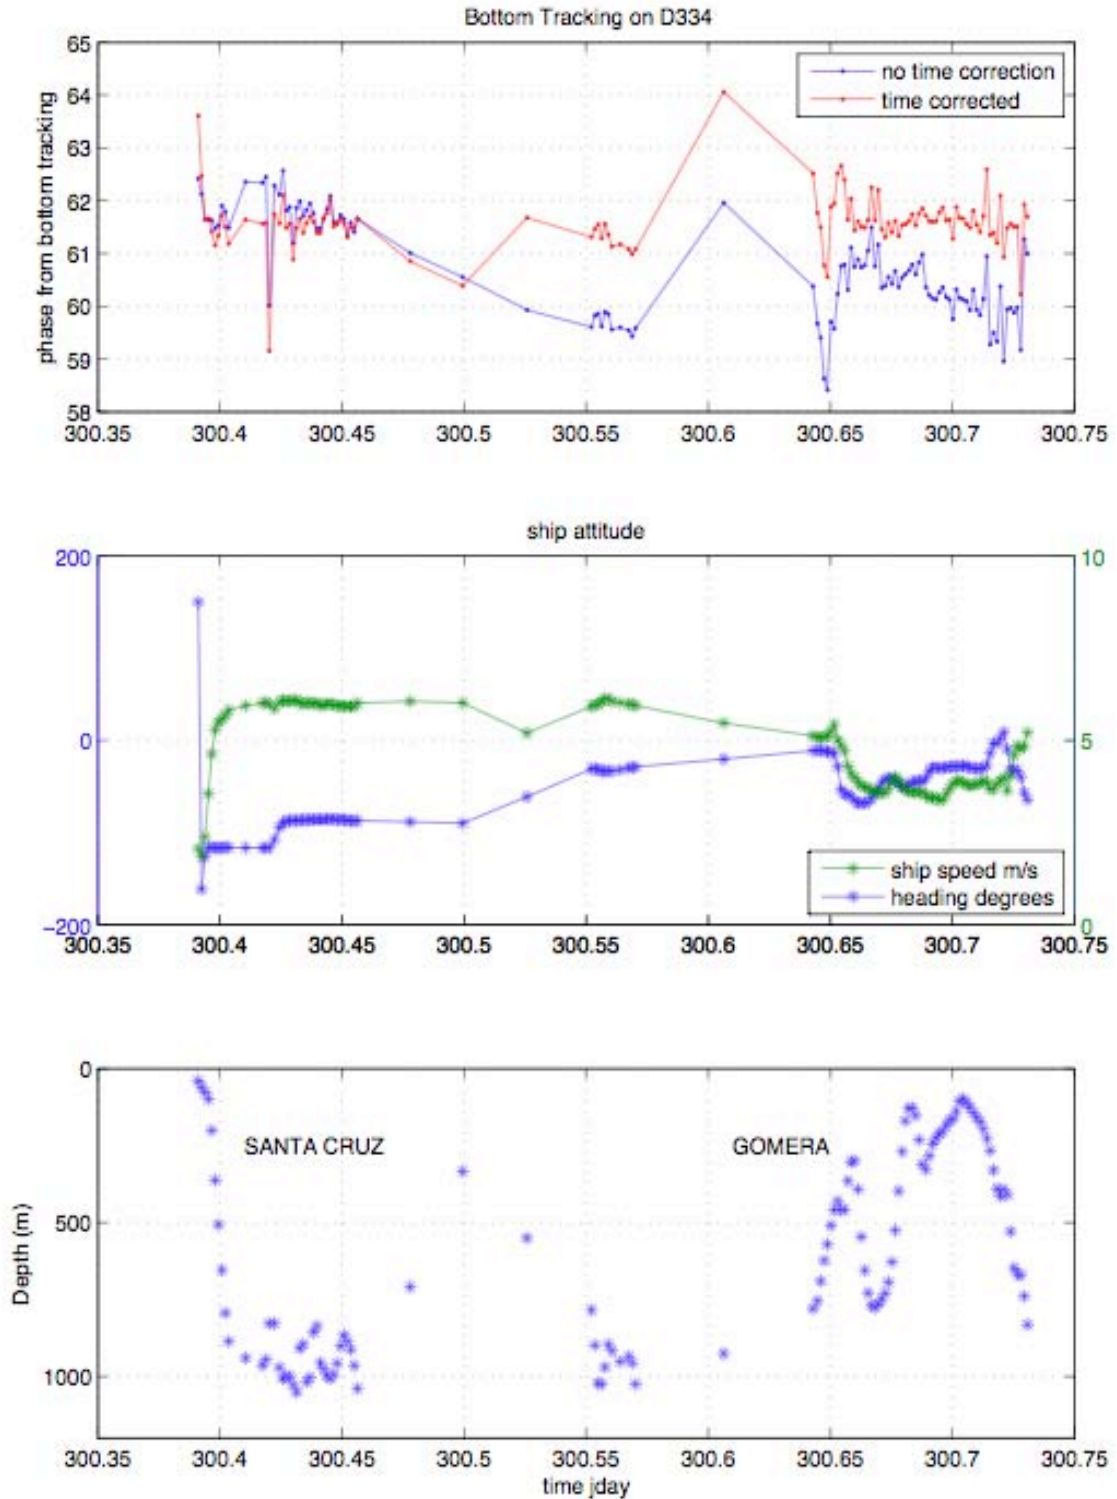 Bottom Tracking on D334
phase from bottom tracking
65
64
63
62
61
60
59
58
no time correction
time corrected
300.35 300.4 300.45 300.5 300.55 300.6 300.65 300.7 300.75
ship attitude
200
0
−200
10
5
0
ship speed m/s
heading degrees
300.35 300.4 300.45 300.5 300.55 300.6 300.65 300.7 300.75
Depth (m)
0
500
1000
SANTA CRUZ
GOMERA
300.35 300.4 300.45 300.5 300.55 300.6 300.65 300.7 300.75
time jday